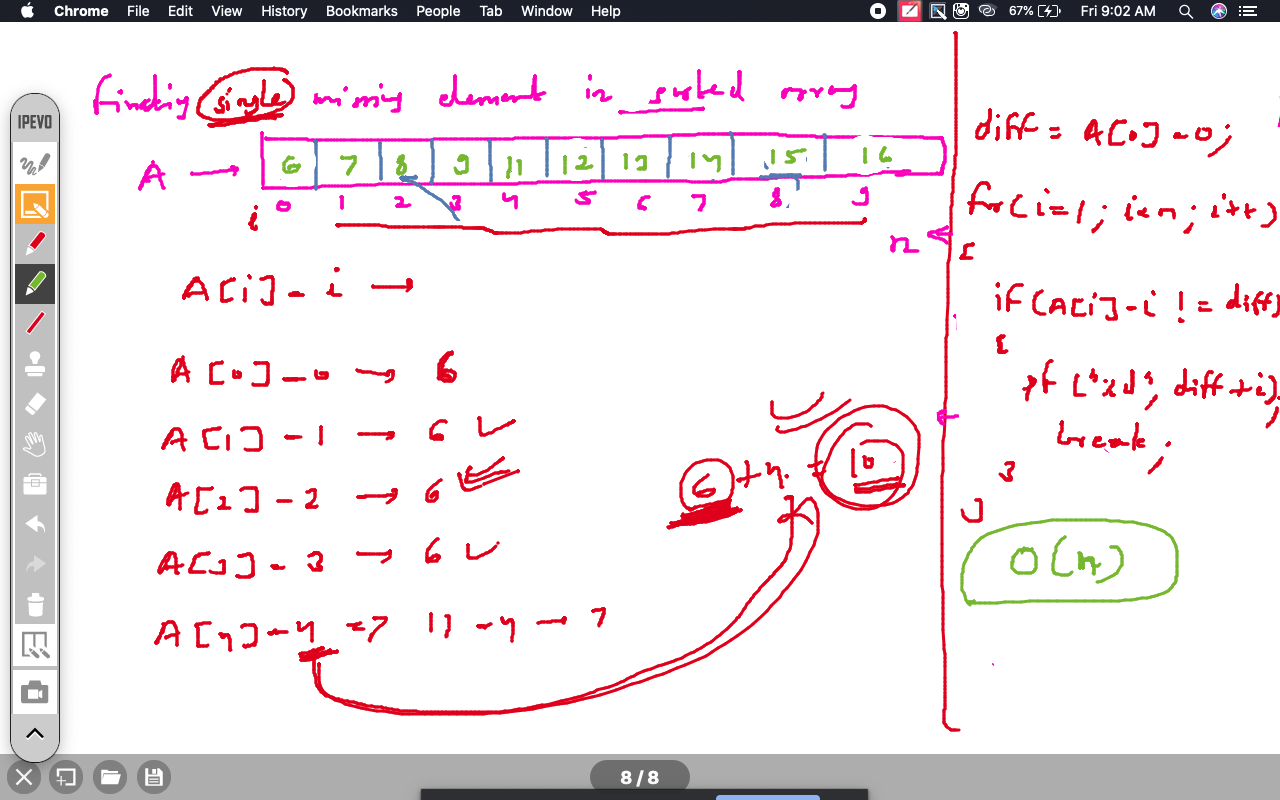 Chrome File Edit View History Bookmarks People Tab Window Help 67% Fri 9:02 AM
IPEVO
finding single missing element in sorted array
A → 6 7 8 9 11 12 13 14 15 16
i 0 1 2 3 4 5 6 7 8 9
n
A[i] - i →
A[0] - 0 → 6
A[1] - 1 → 6
A[2] - 2 → 6
A[3] - 3 → 6
A[4] - 4 = 7 11 - 4 → 7
6 + 4 = 10
diff = A[0] - 0;
for(i=1; i<n; i++)
{
if(A[i]-i != diff)
{
pf("%d", diff+i);
break;
}
}
O(n)
8 / 8